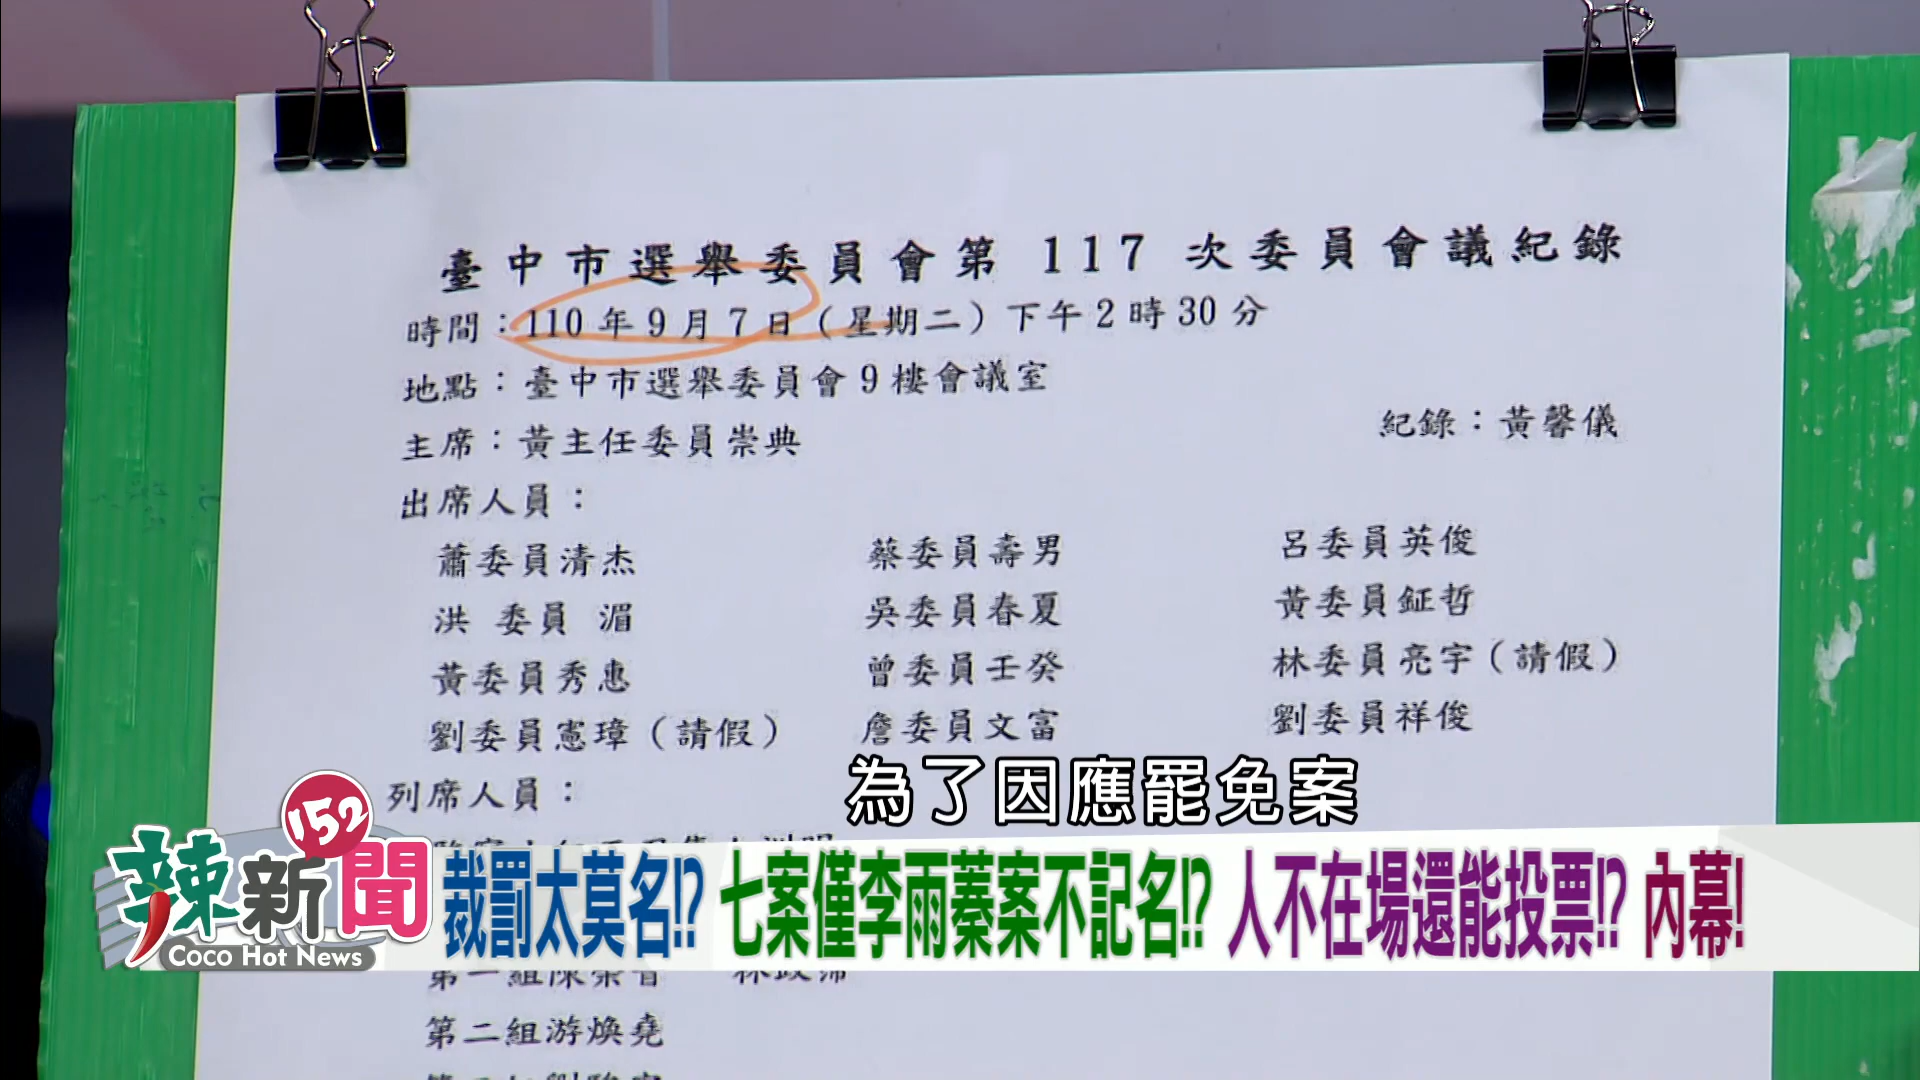 臺中市選舉委員會第 117 次委員會議紀錄
時間：110 年 9 月 7 日（星期二）下午 2 時 30 分
地點：臺中市選舉委員會 9 樓會議室
主席：黃主任委員崇典
紀錄：黃馨儀
出席人員：
蕭委員清杰 蔡委員壽男 呂委員英俊
洪 委員 湄 吳委員春夏 黃委員鉦哲
黃委員秀惠 曾委員壬癸 林委員亮宇（請假）
劉委員憲璋（請假） 詹委員文富 劉委員祥俊
列席人員：
為了因應罷免案
152
辣新聞
Coco Hot News
裁罰太莫名!? 七案僅李雨蓁案不記名!? 人不在場還能投票!? 內幕!
第二組游煥堯